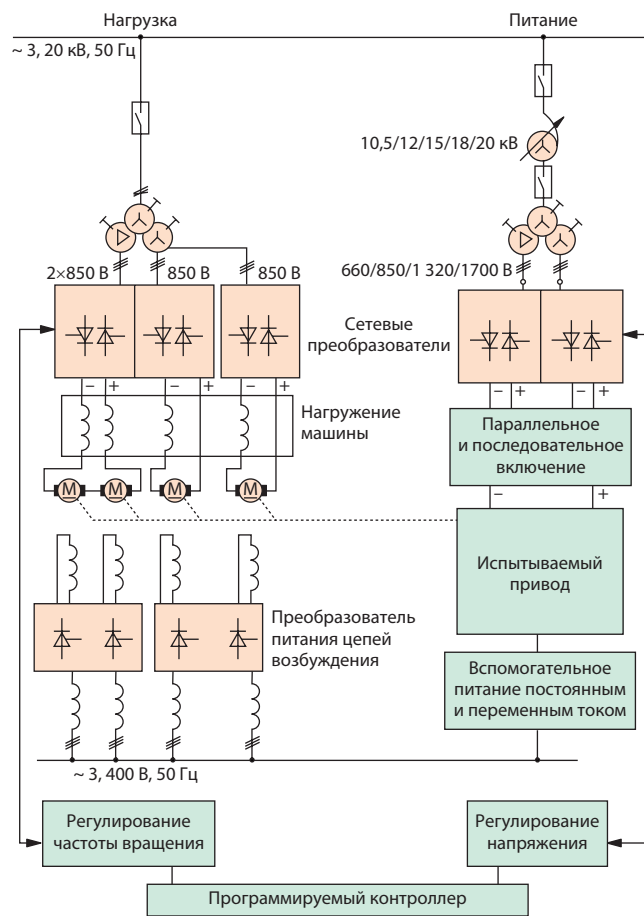 Нагрузка
Питание
~ 3, 20 кВ, 50 Гц
10,5/12/15/18/20 кВ
2×850 В
850 В
850 В
660/850/1 320/1700 В
Сетевые
преобразователи
– +
– +
– +
– +
– +
Нагружение
машины
Параллельное
и последовательное
включение
– +
M
M
M
M
Испытываемый
привод
Преобразователь
питания цепей
возбуждения
Вспомогательное
питание постоянным
и переменным током
~ 3, 400 В, 50 Гц
Регулирование
частоты вращения
Регулирование
напряжения
Программируемый контроллер